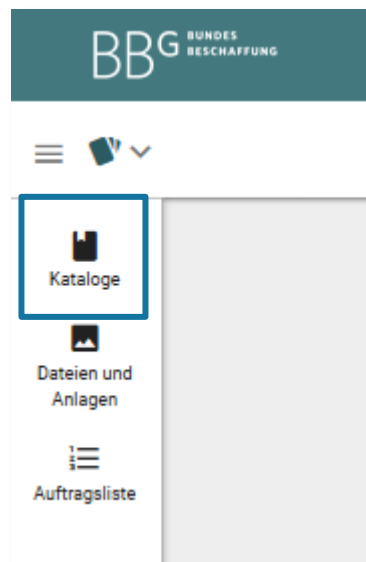 BBG BUNDES
BESCHAFFUNG
Kataloge
Dateien und
Anlagen
Auftragsliste